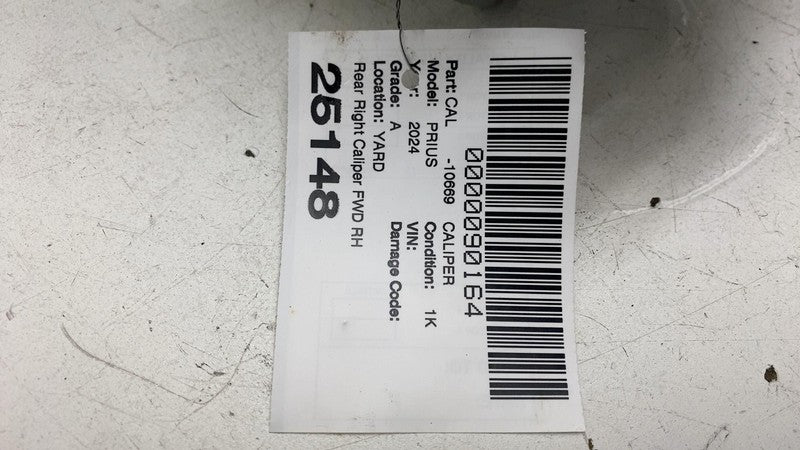 0000090164
Part: CAL -10669 CALIPER
Model: PRIUS Condition: 1K
Year: 2024 VIN:
Grade: A Damage Code:
Location: YARD
Rear Right Caliper FWD RH
25148